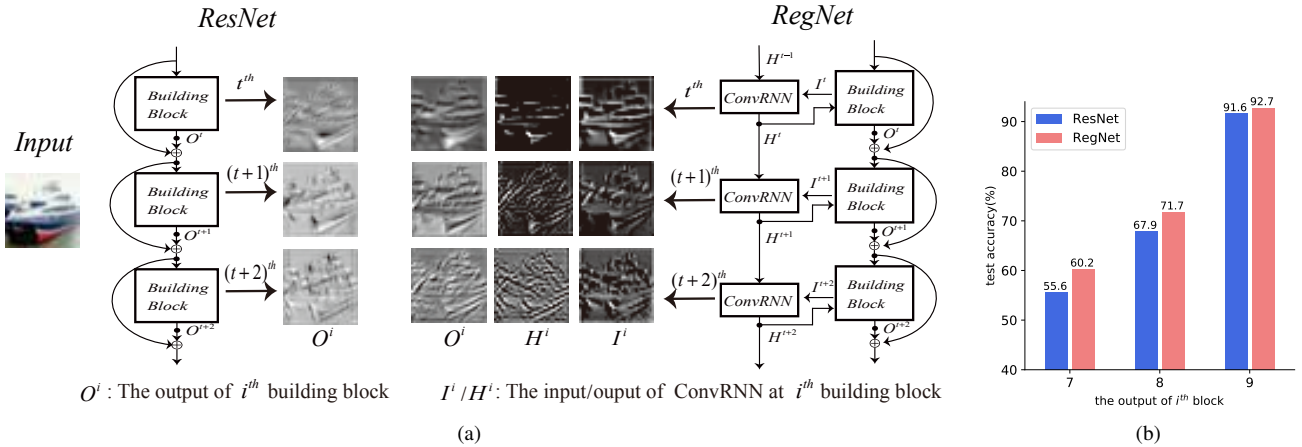 ResNet
RegNet
Input
Building
Block
t^th
O^t
Building
Block
(t+1)^th
O^t+1
Building
Block
(t+2)^th
O^t+2
O^i
t^th
H^t-1
ConvRNN
I^t
Building
Block
H^t
O^t
(t+1)^th
ConvRNN
I^t+1
Building
Block
H^t+1
O^t+1
(t+2)^th
ConvRNN
I^t+2
Building
Block
H^t+2
O^t+2
O^i H^i I^i
O^i : The output of i^th building block
I^i /H^i : The input/ouput of ConvRNN at i^th building block
(a)
ResNet
RegNet
test accuracy(%)
90
80
70
60
50
40
55.6
60.2
67.9
71.7
91.6
92.7
7 8 9
the output of i^th block
(b)